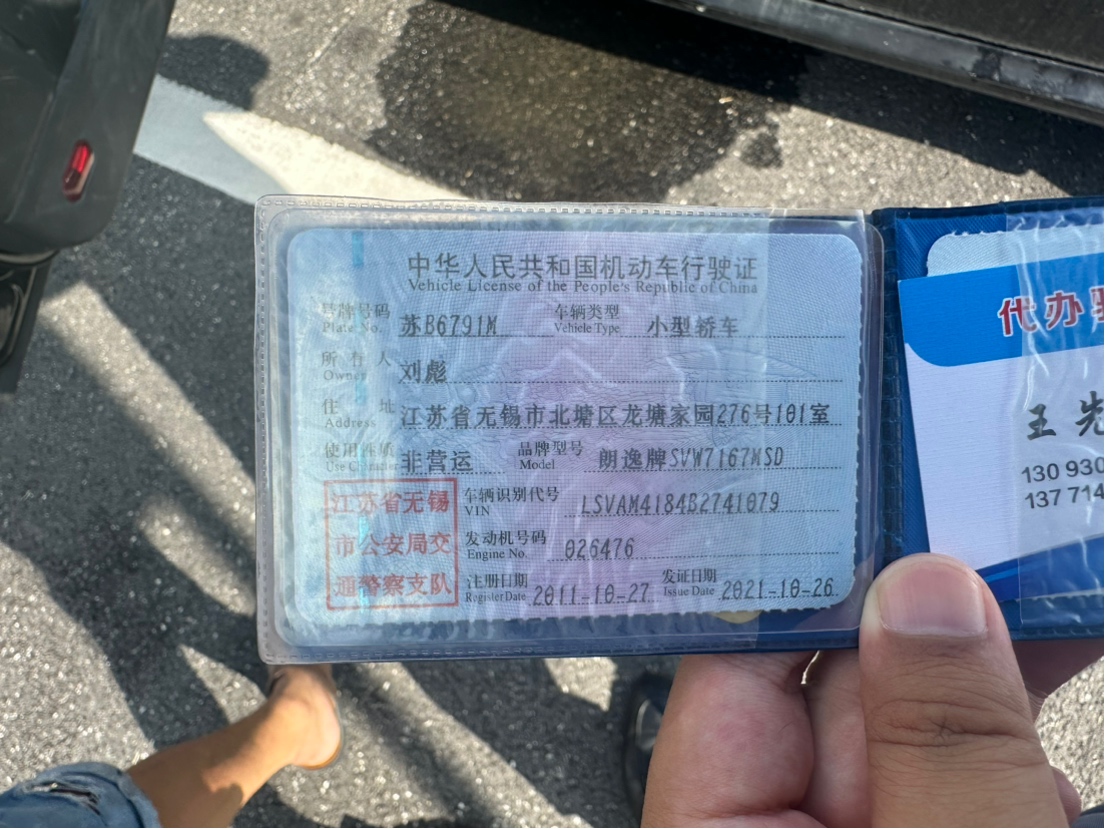 中华人民共和国机动车行驶证
Vehicle License of the People's Republic of China
号牌号码 苏B6791M 车辆类型 小型轿车
Plate No. Vehicle Type
所有人 刘彪
Owner
住址 江苏省无锡市北塘区龙塘家园276号101室
Address
使用性质 非营运 品牌型号 朗逸牌SVW7167MSD
Use Character Model
江苏省无锡
市公安局交
通警察支队
车辆识别代号 LSVAM4184B2741079
VIN
发动机号码 026476
Engine No.
注册日期 2011-10-27 发证日期 2021-10-26
Register Date Issue Date
代办
王先
130 930
137 714